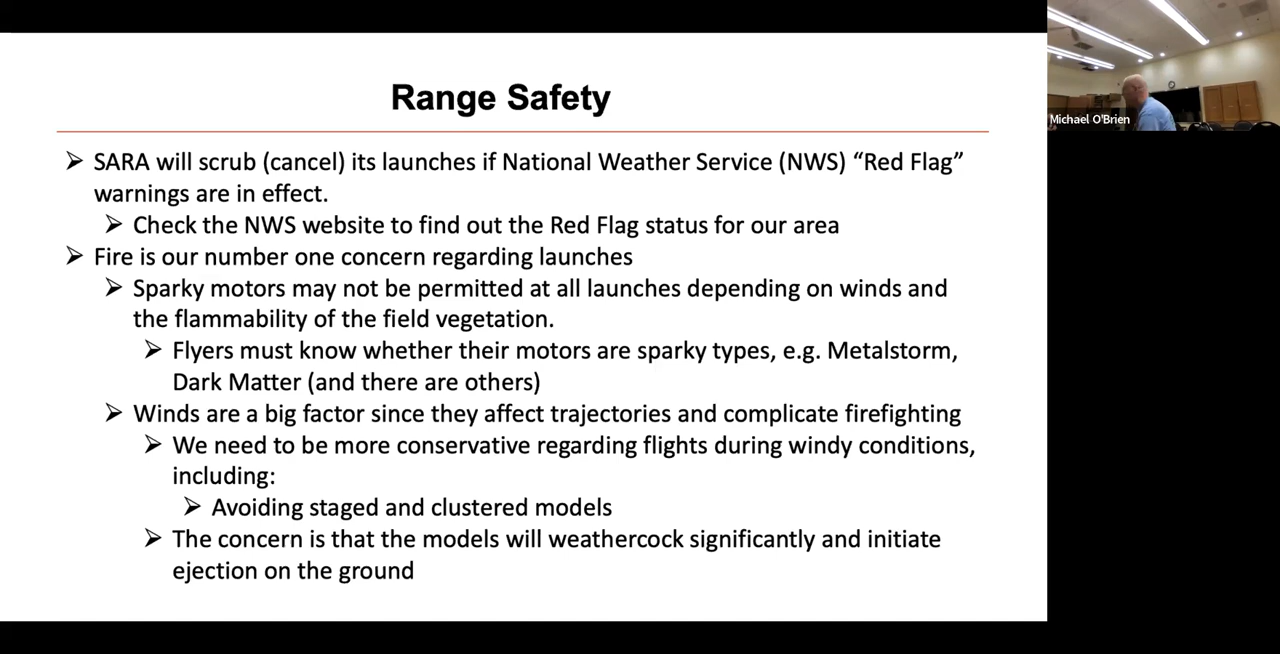 Range Safety
Michael O'Brien
➢ SARA will scrub (cancel) its launches if National Weather Service (NWS) “Red Flag”
warnings are in effect.
➢ Check the NWS website to find out the Red Flag status for our area
➢ Fire is our number one concern regarding launches
➢ Sparky motors may not be permitted at all launches depending on winds and
the flammability of the field vegetation.
➢ Flyers must know whether their motors are sparky types, e.g. Metalstorm,
Dark Matter (and there are others)
➢ Winds are a big factor since they affect trajectories and complicate firefighting
➢ We need to be more conservative regarding flights during windy conditions,
including:
➢ Avoiding staged and clustered models
➢ The concern is that the models will weathercock significantly and initiate
ejection on the ground